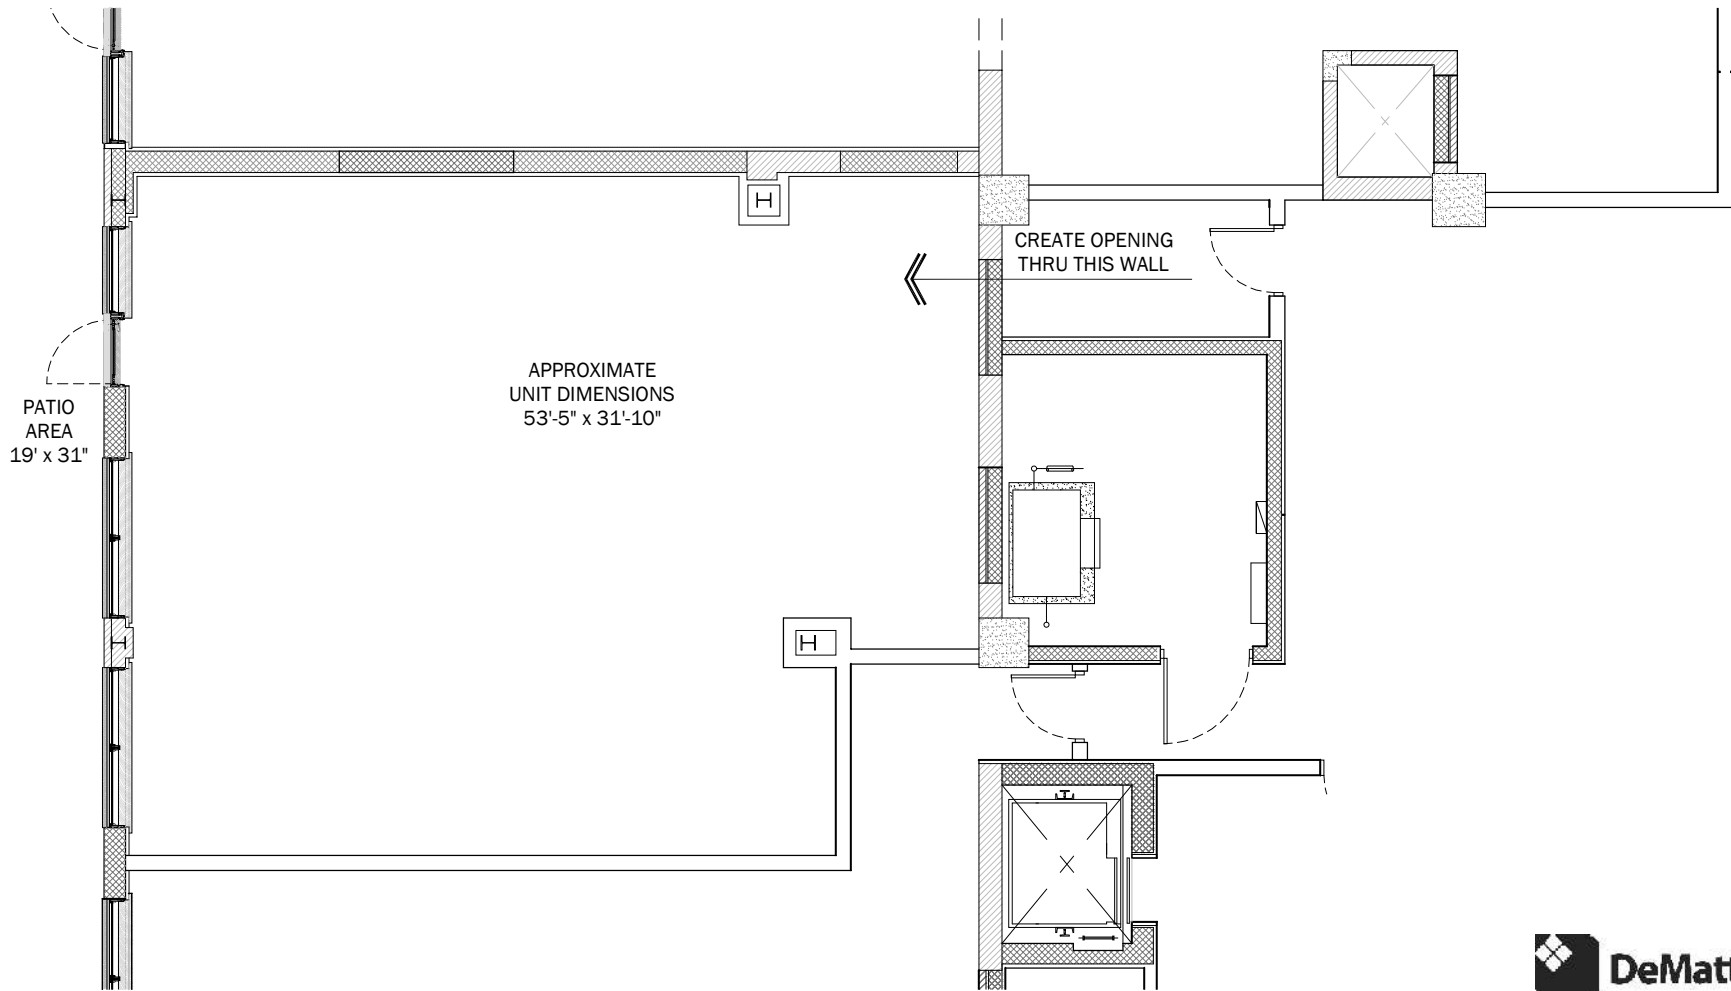 CREATE OPENING
THRU THIS WALL
APPROXIMATE
UNIT DIMENSIONS
53'-5" x 31'-10"
PATIO
AREA
19' x 31"
H
H
DeMatt